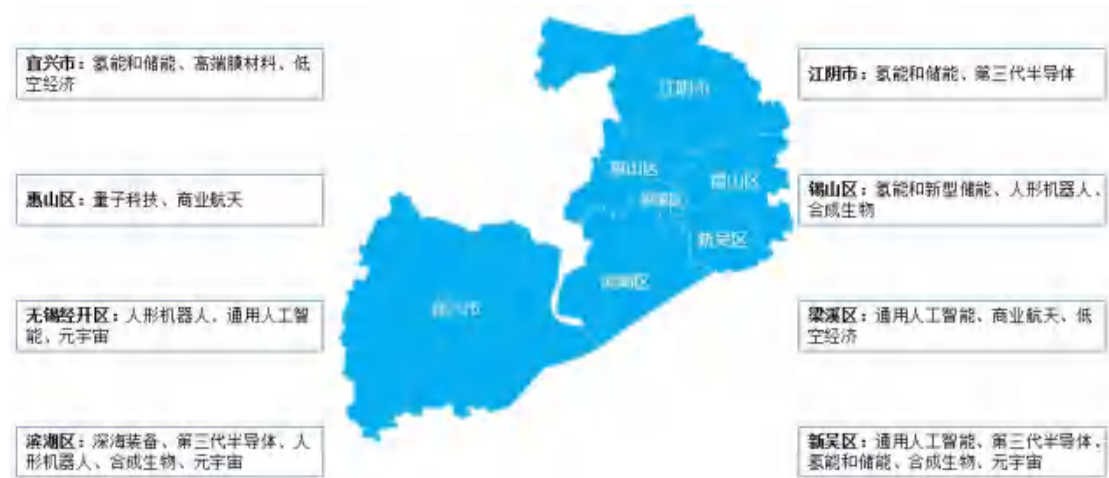 宜兴市：氢能和储能、高端膜材料、低
空经济
江阴市：氢能和储能、第三代半导体
惠山区：量子科技、商业航天
锡山区：氢能和新型储能、人形机器人、
合成生物
无锡经开区：人形机器人、通用人工智
能、元宇宙
梁溪区：通用人工智能、商业航天、低
空经济
滨湖区：深海装备、第三代半导体、人
形机器人、合成生物、元宇宙
新吴区：通用人工智能、第三代半导体、
氢能和储能、合成生物、元宇宙
江阴市
惠山区
锡山区
梁溪区
新吴区
滨湖区
宜兴市